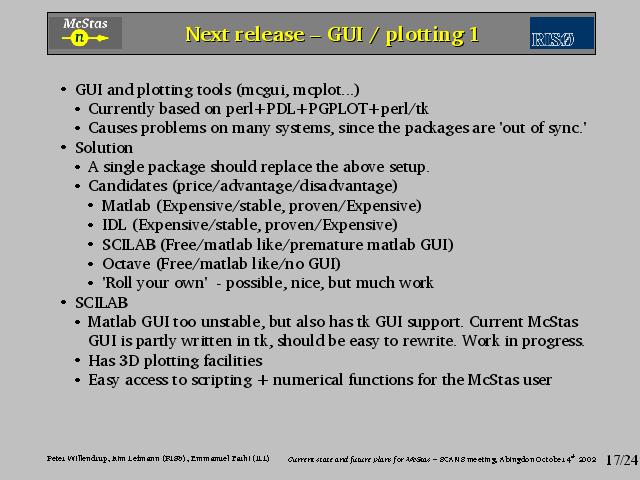 McStas
n
Next release – GUI / plotting 1
RISØ
• GUI and plotting tools (mcgui, mcplot...)
• Currently based on perl+PDL+PGPLOT+perl/tk
• Causes problems on many systems, since the packages are 'out of sync.'
• Solution
• A single package should replace the above setup.
• Candidates (price/advantage/disadvantage)
• Matlab (Expensive/stable, proven/Expensive)
• IDL (Expensive/stable, proven/Expensive)
• SCILAB (Free/matlab like/premature matlab GUI)
• Octave (Free/matlab like/no GUI)
• 'Roll your own' - possible, nice, but much work
• SCILAB
• Matlab GUI too unstable, but also has tk GUI support. Current McStas
GUI is partly written in tk, should be easy to rewrite. Work in progress.
• Has 3D plotting facilities
• Easy access to scripting + numerical functions for the McStas user
Peter Willendrup, Kim Lefmann (RISØ), Emmanuel Farhi (ILL)
Current state and future plans for McStas – SCANS meeting, Abingdon October 4th 2002
17/24